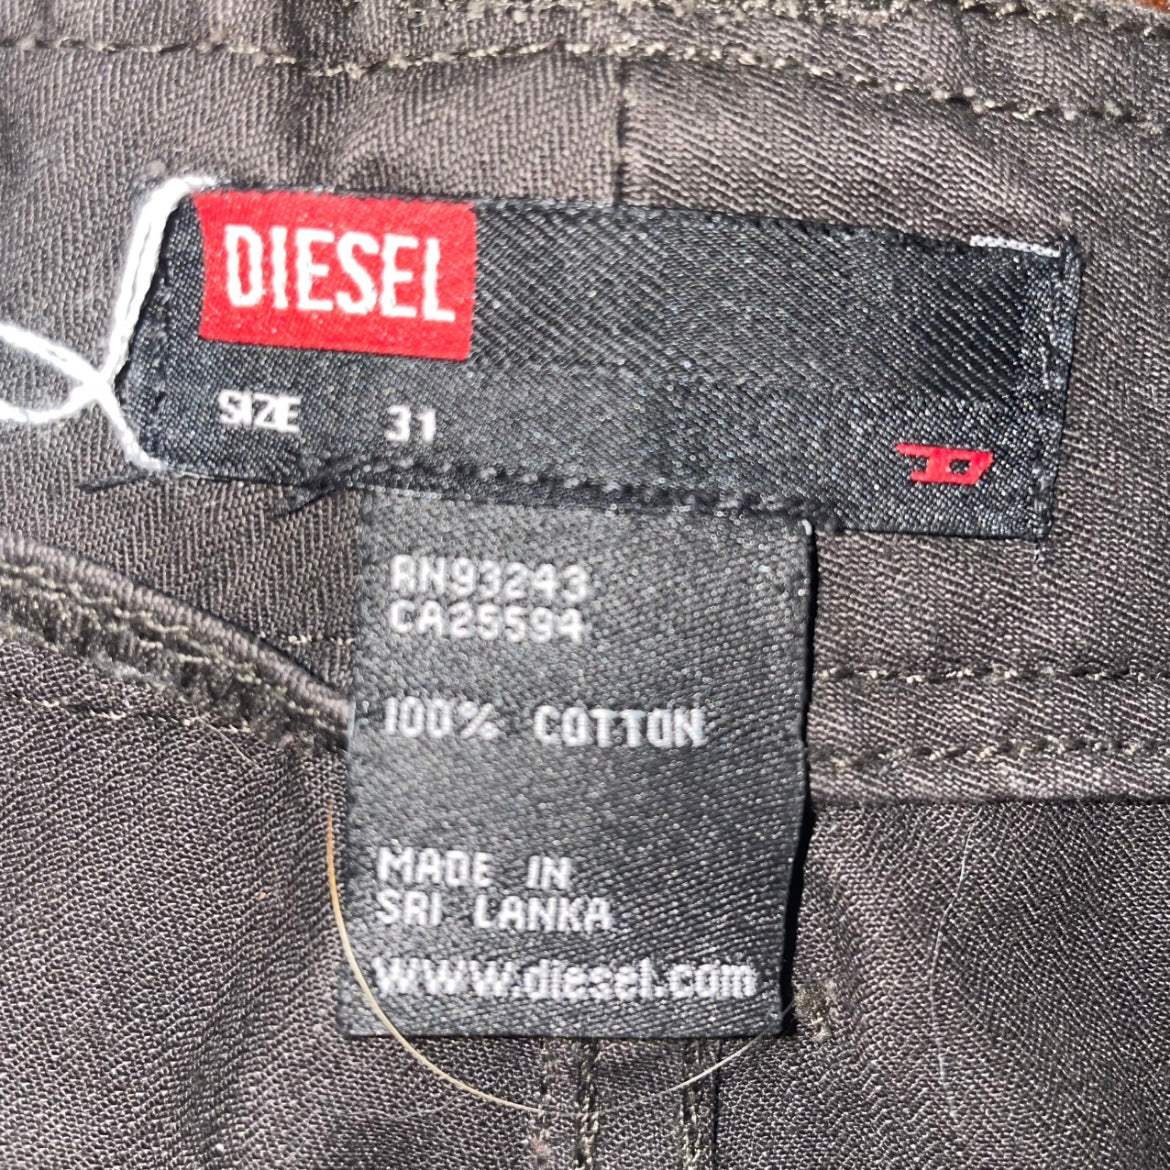 DIESEL
SIZE 31
RN93243
CA25594
100% COTTON
MADE IN
SRI LANKA
www.diesel.com